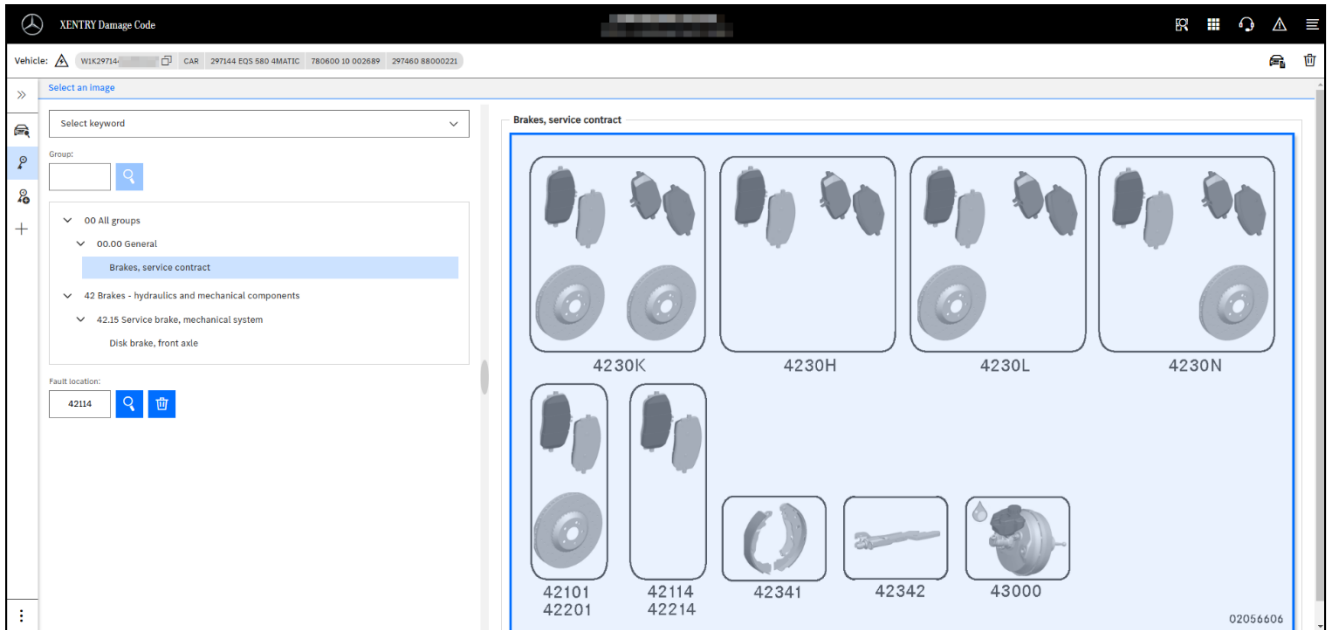 XENTRY Damage Code
Vehicle: W1K29714 CAR 297144 EQS 580 4MATIC 780600 10 002689 297460 88000221
Select an image
Select keyword
Group:
00 All groups
00.00 General
Brakes, service contract
42 Brakes - hydraulics and mechanical components
42.15 Service brake, mechanical system
Disk brake, front axle
Fault location:
42114
Brakes, service contract
4230K 4230H 4230L 4230N
42101 42114 42341 42342 43000
42201 42214
02056606